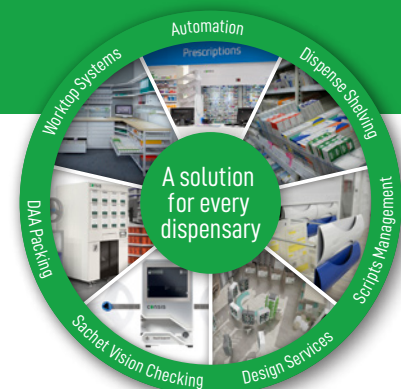 Automation
Dispense Shelving
Scripts Management
Design Services
Sachet Vision Checking
DAA Packing
Worktop Systems
Prescriptions
A solution
for every
dispensary